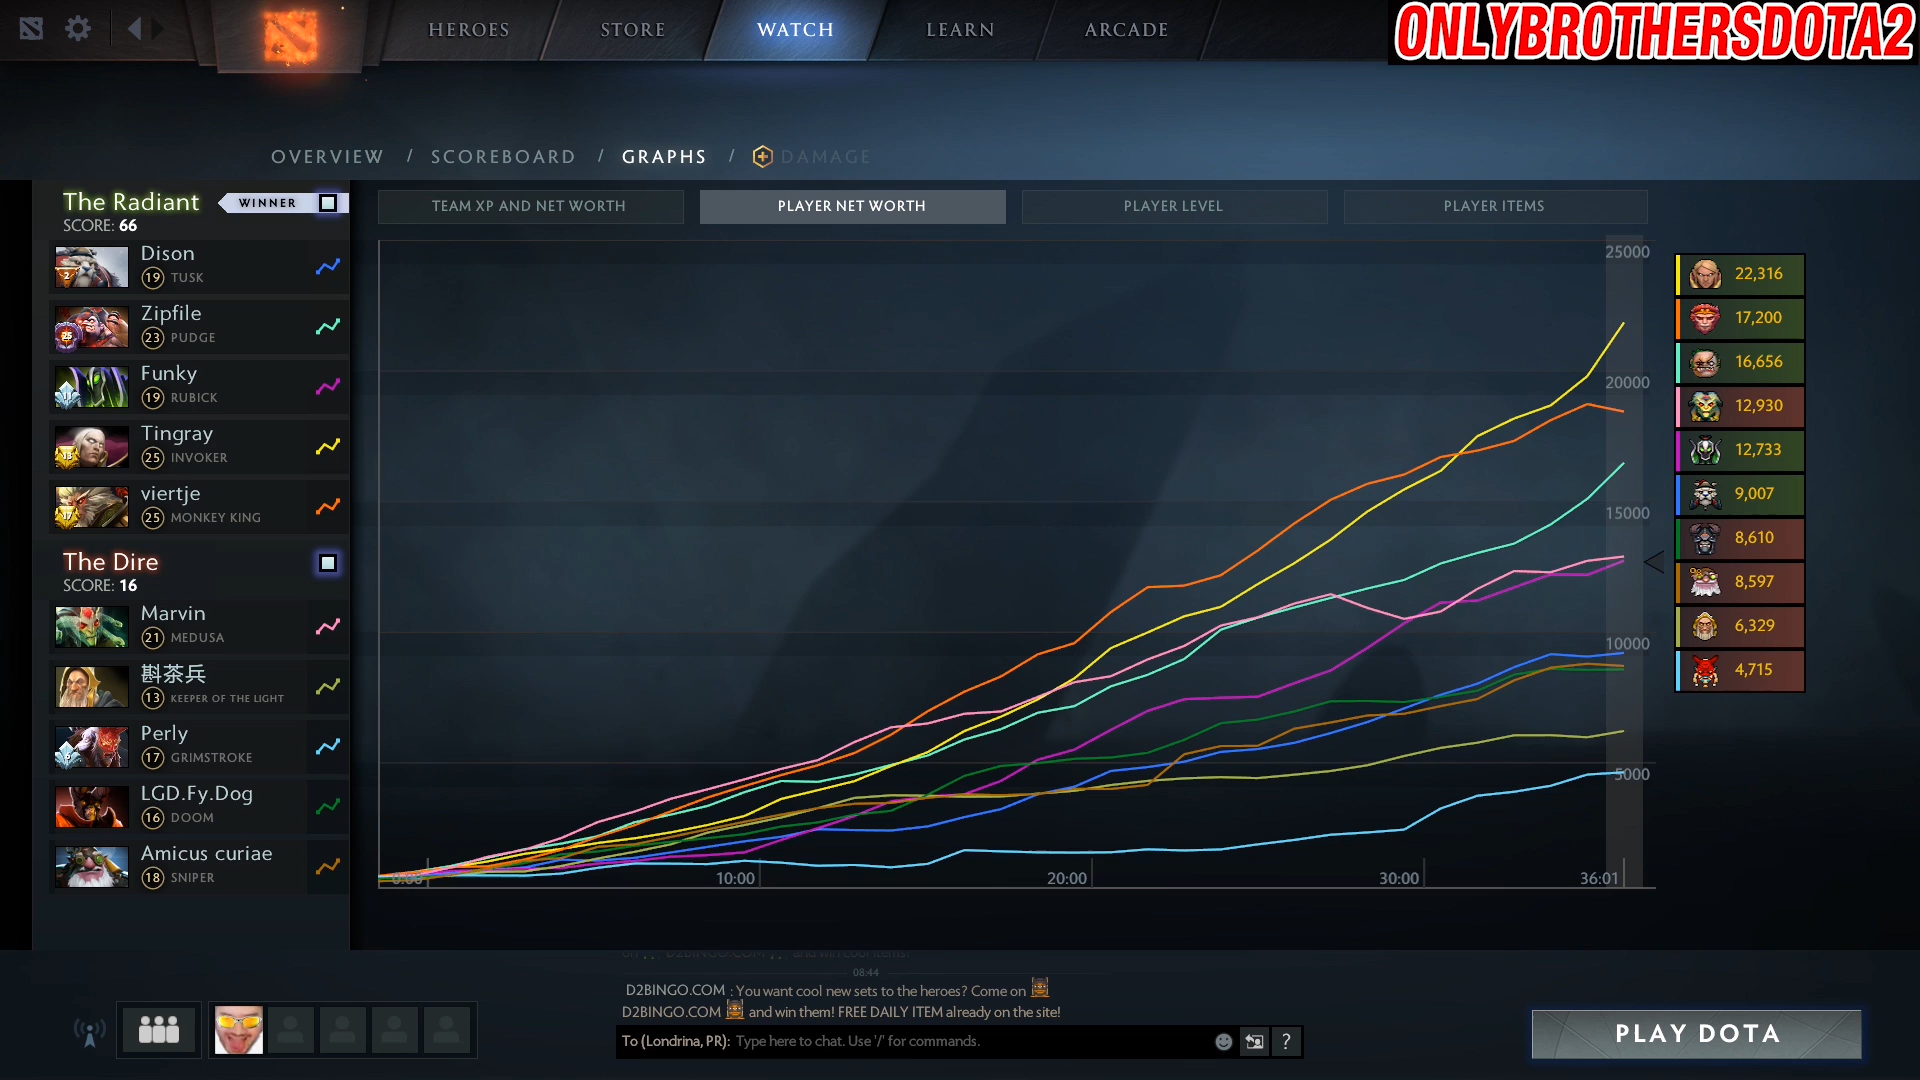 HEROES
STORE
WATCH
LEARN
ARCADE
ONLYBROTHERSDOTA2
OVERVIEW / SCOREBOARD / GRAPHS / DAMAGE
The Radiant
WINNER
SCORE: 66
Dison
19 TUSK
Zipfile
23 PUDGE
Funky
19 RUBICK
Tingray
25 INVOKER
viertje
25 MONKEY KING
The Dire
SCORE: 16
Marvin
21 MEDUSA
斟茶兵
13 KEEPER OF THE LIGHT
Perly
17 GRIMSTROKE
LGD.Fy.Dog
16 DOOM
Amicus curiae
18 SNIPER
TEAM XP AND NET WORTH
PLAYER NET WORTH
PLAYER LEVEL
PLAYER ITEMS
25000
20000
15000
10000
5000
0:00
10:00
20:00
30:00
36:01
22,316
17,200
16,656
12,930
12,733
9,007
8,610
8,597
6,329
4,715
08:44
D2BINGO.COM : You want cool new sets to the heroes? Come on
D2BINGO.COM and win them! FREE DAILY ITEM already on the site!
To (Londrina, PR): Type here to chat. Use '/' for commands.
?
PLAY DOTA